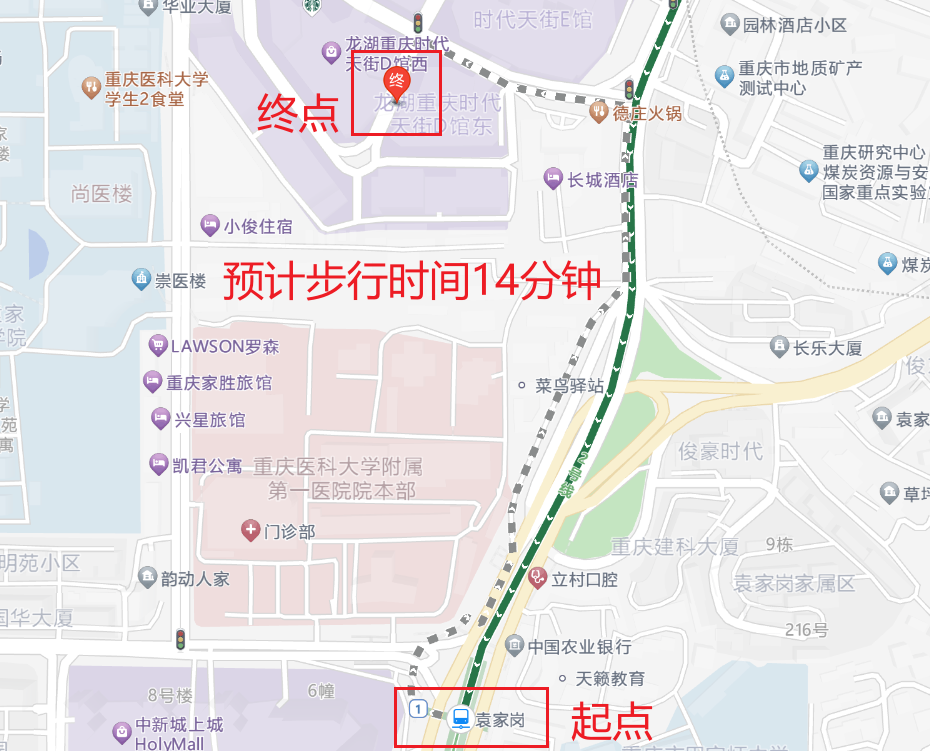 华业大厦
时代天街E馆
园林酒店小区
龙湖重庆时代
天街D馆西
重庆医科大学
学生2食堂
终
终点
龙湖重庆时代
天街D馆东
德庄火锅
重庆市地质矿产
测试中心
重庆研究中心
煤炭资源与安
国家重点实验
尚医楼
长城酒店
小俊住宿
崇医楼
预计步行时间14分钟
煤炭
LAWSON罗森
长乐大厦
重庆家胜旅馆
菜鸟驿站
兴星旅馆
袁家
俊豪时代
凯君公寓
重庆医科大学附属
第一医院院本部
2号线
草坪
门诊部
重庆建科大厦
9栋
明苑小区
韵动人家
立村口腔
袁家岗家属区
国华大厦
216号
中国农业银行
天籁教育
8号楼
6幢
1
袁家岗
起点
中新城上城
HolyMall